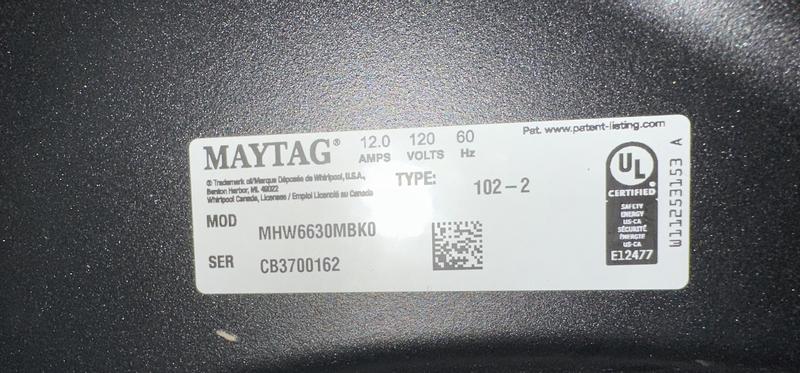 MAYTAG® 12.0 AMPS 120 VOLTS 60 Hz
Pat. www.patent-listing.com
® Trademark of/Marque Déposée de Whirlpool, U.S.A.,
Benton Harbor, MI. 49022
Whirlpool Canada, Licensee / Emploi Licencié au Canada
TYPE: 102-2
MOD MHW6630MBK0
SER CB3700162
UL
CERTIFIED
SAFETY
ENERGY
US-CA
SÉCURITÉ
ÉNERGIE
US-CA
E12477
W11253153 A